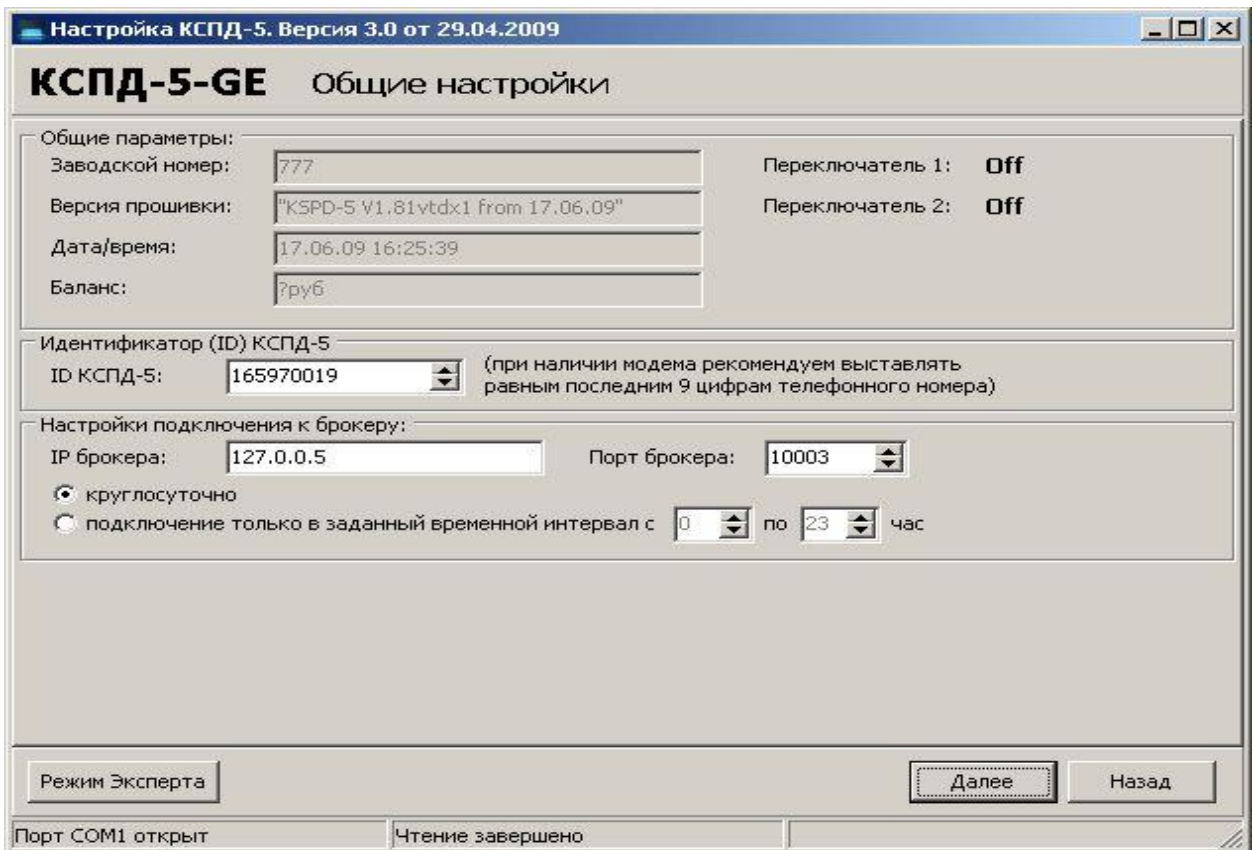 Настройка КСПД-5. Версия 3.0 от 29.04.2009
КСПД-5-GE Общие настройки
Общие параметры:
Заводской номер: 777 Переключатель 1: Off
Версия прошивки: "KSPD-5 V1.81vtdx1 from 17.06.09" Переключатель 2: Off
Дата/время: 17.06.09 16:25:39
Баланс: ?руб
Идентификатор (ID) КСПД-5
ID КСПД-5: 165970019 (при наличии модема рекомендуем выставлять
равным последним 9 цифрам телефонного номера)
Настройки подключения к брокеру:
IP брокера: 127.0.0.5 Порт брокера: 10003
круглосуточно
подключение только в заданный временной интервал с 0 по 23 час
Режим Эксперта Далее Назад
Порт COM1 открыт Чтение завершено